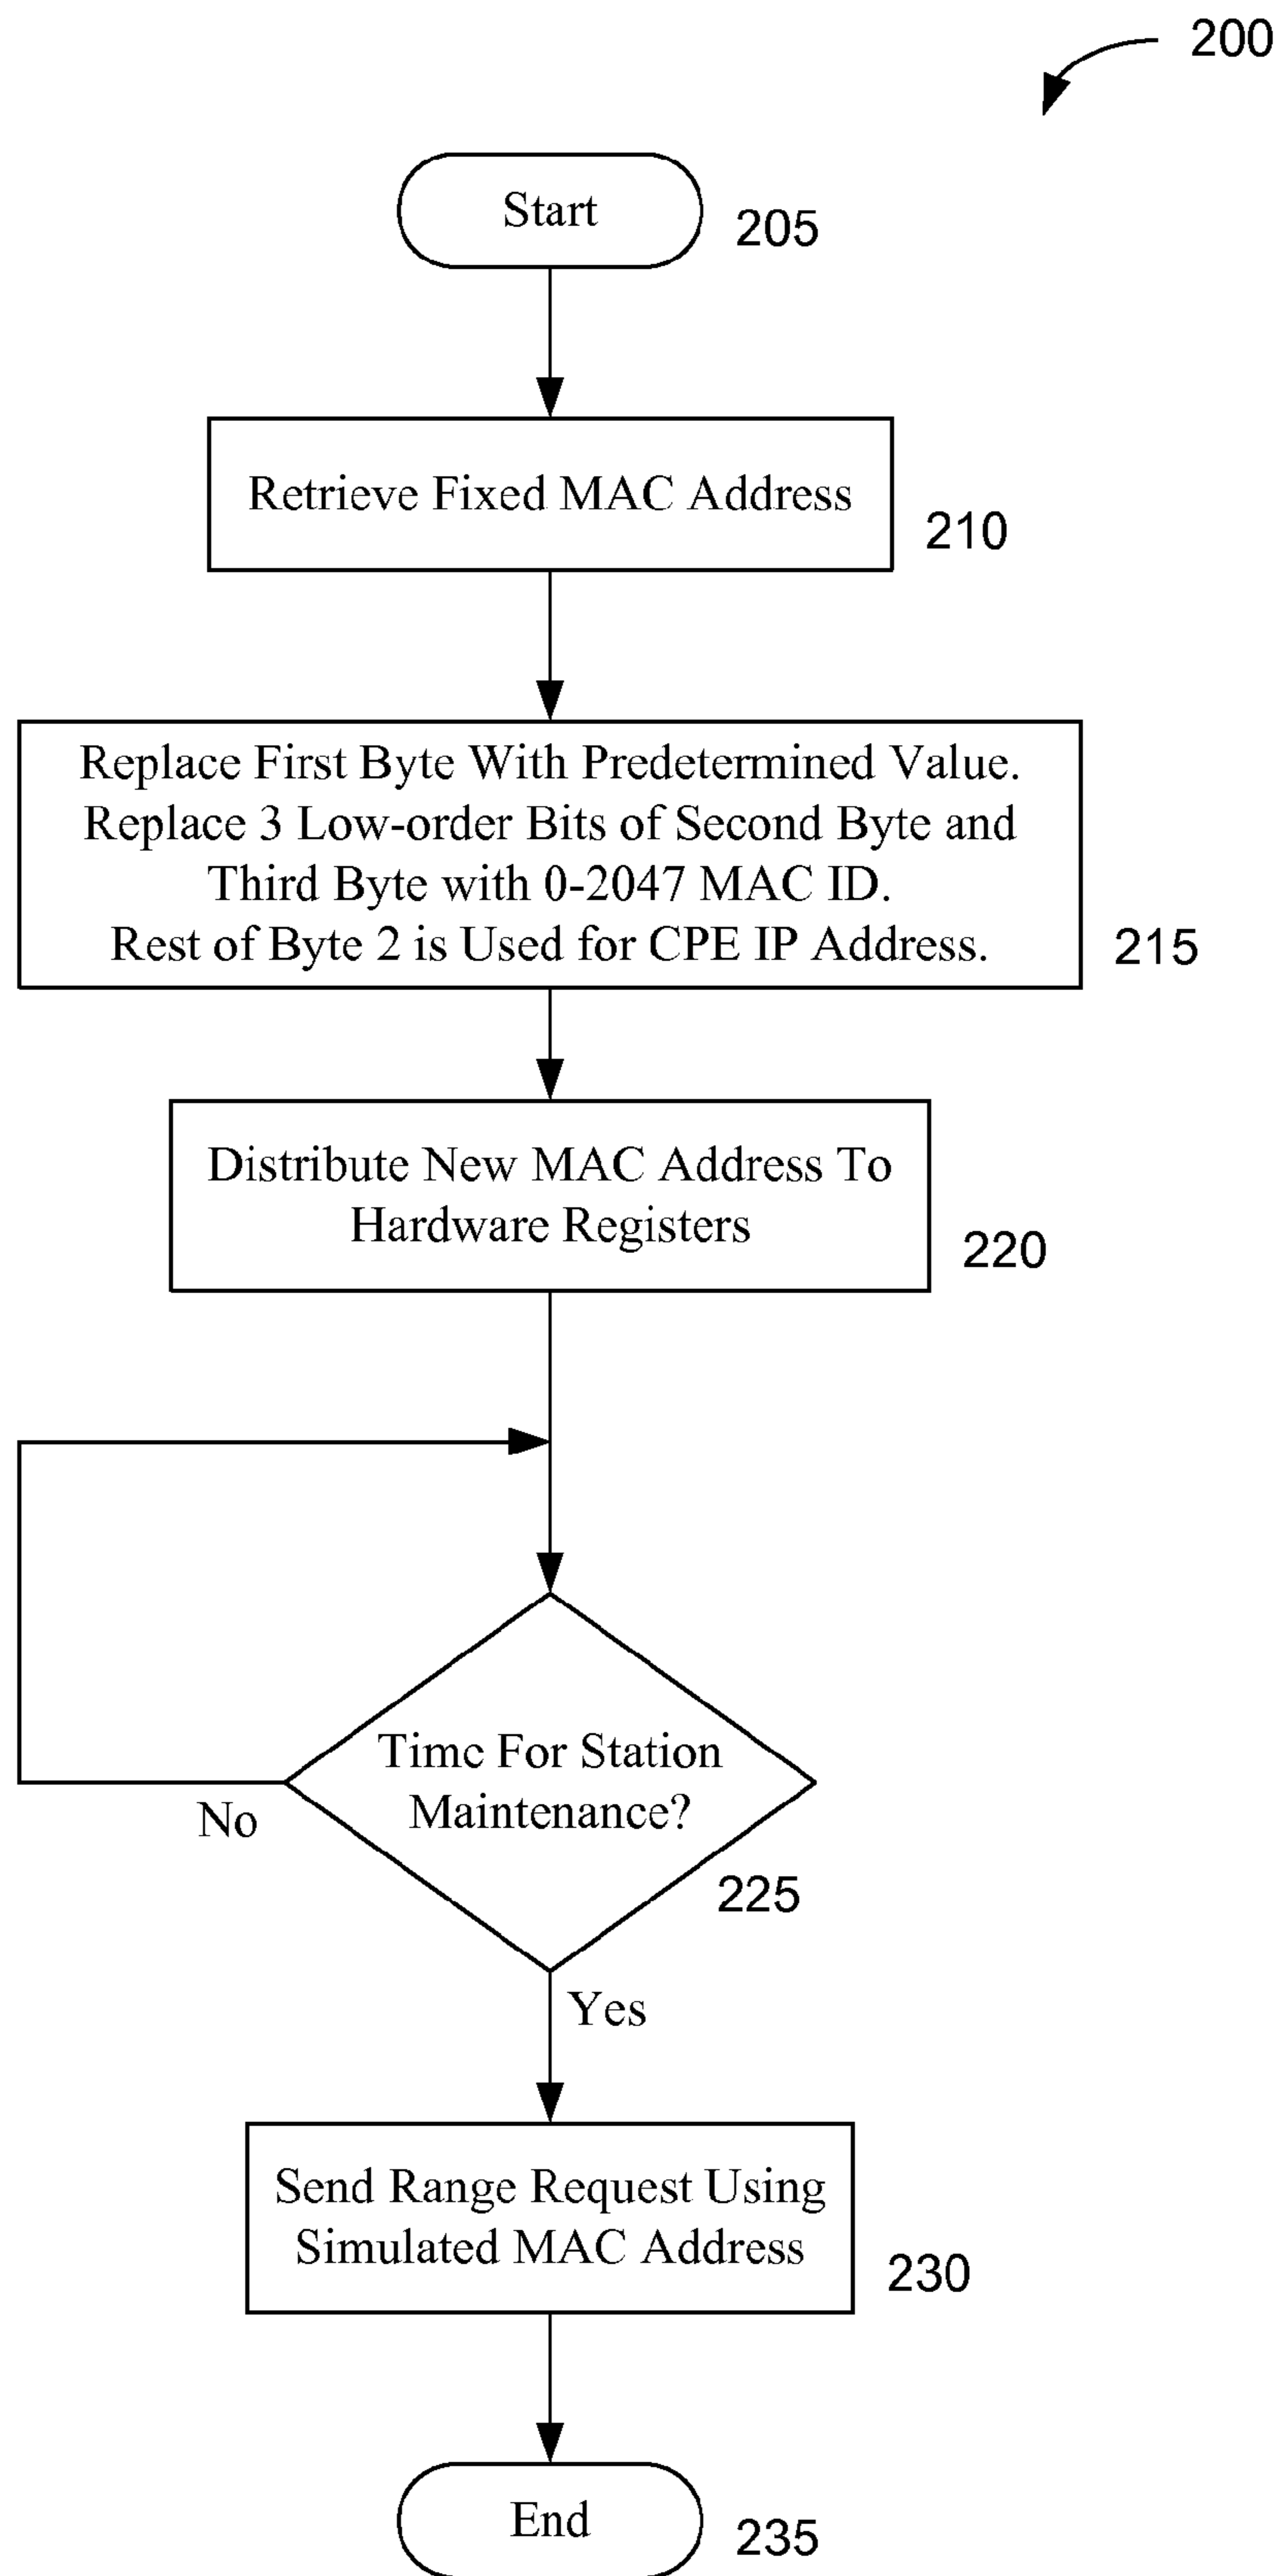 200
Start
205
Retrieve Fixed MAC Address
210
Replace First Byte With Predetermined Value.
Replace 3 Low-order Bits of Second Byte and
Third Byte with 0-2047 MAC ID.
Rest of Byte 2 is Used for CPE IP Address.
215
Distribute New MAC Address To
Hardware Registers
220
Time For Station
Maintenance?
No
225
Yes
Send Range Request Using
Simulated MAC Address
230
End
235